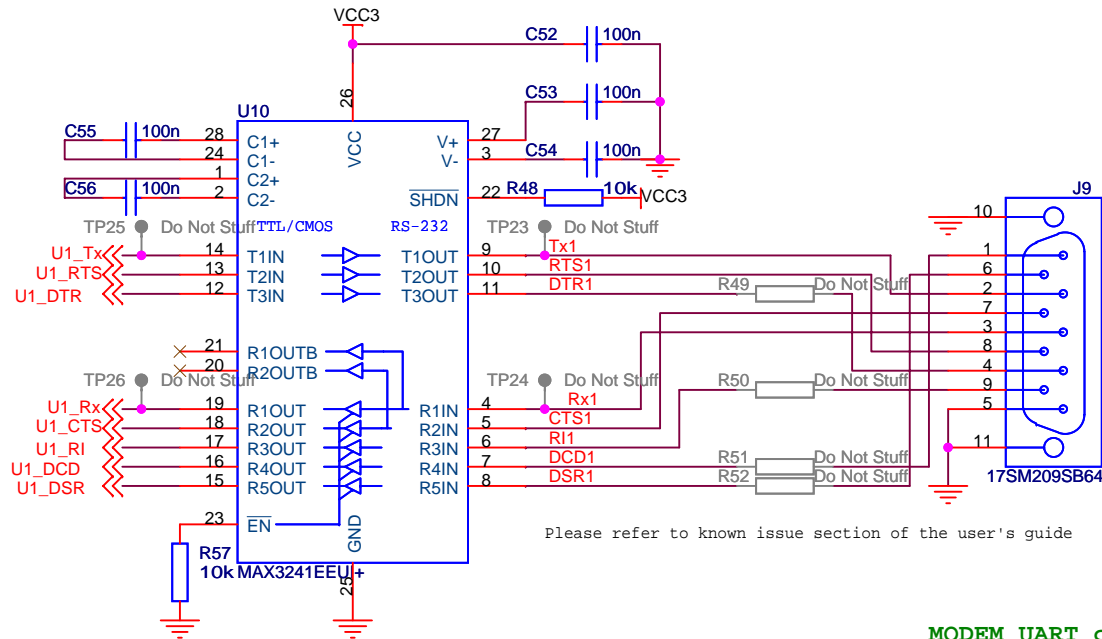 VCC3
C52 100n
26
C53 100n
U10
C55 100n 28 C1+ VCC V+ 27
24 C1- V- 3 C54 100n
1 C2+
C56 100n 2 C2- SHDN 22 R48 10k VCC3 J9
TP25 Do Not Stuff TTL/CMOS RS-232 TP23 Do Not Stuff 10
U1_Tx 14 T1IN T1OUT 9 Tx1 1
U1_RTS 13 T2IN T2OUT 10 RTS1 6
U1_DTR 12 T3IN T3OUT 11 DTR1 R49 Do Not Stuff 2
7
21 R1OUTB 3
20 R2OUTB 8
TP26 Do Not Stuff TP24 Do Not Stuff 4
R50 Do Not Stuff 9
U1_Rx 19 R1OUT R1IN 4 Rx1 5
U1_CTS 18 R2OUT R2IN 5 CTS1
U1_RI 17 R3OUT R3IN 6 RI1 11
U1_DCD 16 R4OUT R4IN 7 DCD1 R51 Do Not Stuff
U1_DSR 15 R5OUT R5IN 8 DSR1 R52 Do Not Stuff 17SM209SB64
23 EN GND
Please refer to known issue section of the user's guide
R57
10k MAX3241EEUI+
25
MODEM UART